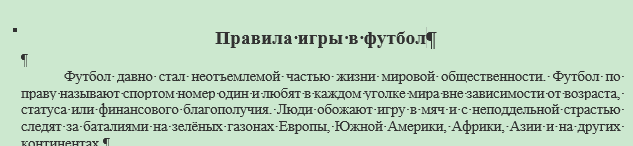 Правила игры в футбол
Футбол давно стал неотъемлемой частью жизни мировой общественности. Футбол по
праву называют спортом номер один и любят в каждом уголке мира вне зависимости от возраста,
статуса или финансового благополучия. Люди обожают игру в мяч и с неподдельной страстью
следят за баталиями на зелёных газонах Европы, Южной Америки, Африки, Азии и на других
континентах.